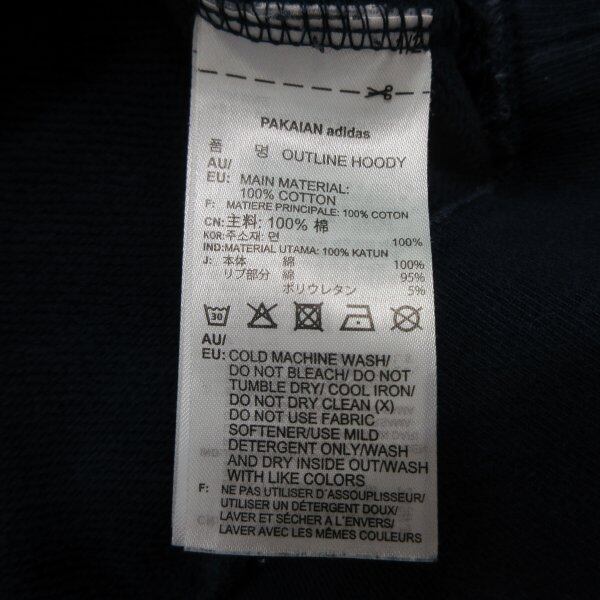 1/2
PAKAIAN adidas
품 명 OUTLINE HOODY
AU/
EU: MAIN MATERIAL:
100% COTTON
F: MATIERE PRINCIPALE: 100% COTON
CN: 主料: 100% 棉
KOR: 주소재: 면 100%
IND: MATERIAL UTAMA: 100% KATUN
J: 本体 綿 100%
リブ部分 綿 95%
ポリウレタン 5%
30
AU/
EU: COLD MACHINE WASH/
DO NOT BLEACH/ DO NOT
TUMBLE DRY/ COOL IRON/
DO NOT DRY CLEAN (X)
DO NOT USE FABRIC
SOFTENER/USE MILD
DETERGENT ONLY/WASH
AND DRY INSIDE OUT/WASH
WITH LIKE COLORS
F: NE PAS UTILISER D'ASSOUPLISSEUR/
UTILISER UN DÉTERGENT DOUX/
LAVER ET SÉCHER A L'ENVERS/
LAVER AVEC LES MÊMES COULEURS